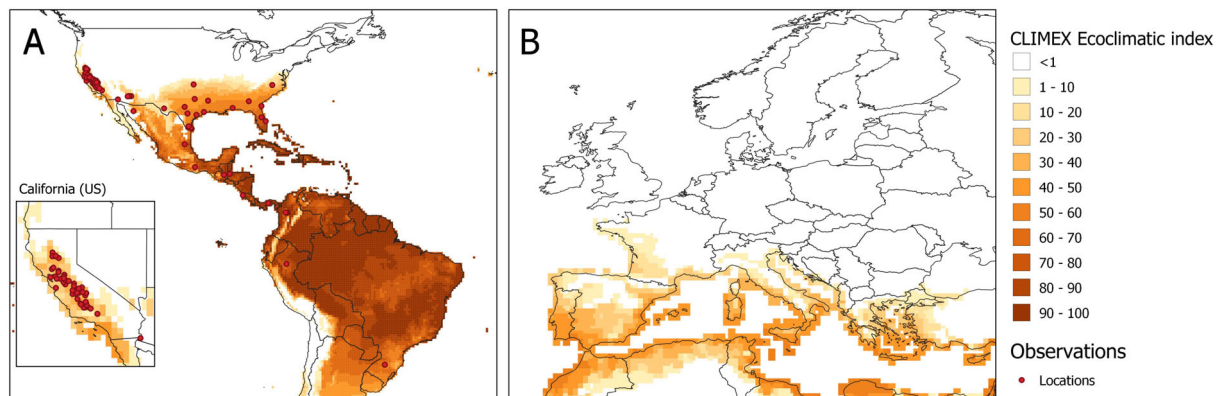 A
B
California (US)
CLIMEX Ecoclimatic index
<1
1 - 10
10 - 20
20 - 30
30 - 40
40 - 50
50 - 60
60 - 70
70 - 80
80 - 90
90 - 100
Observations
Locations